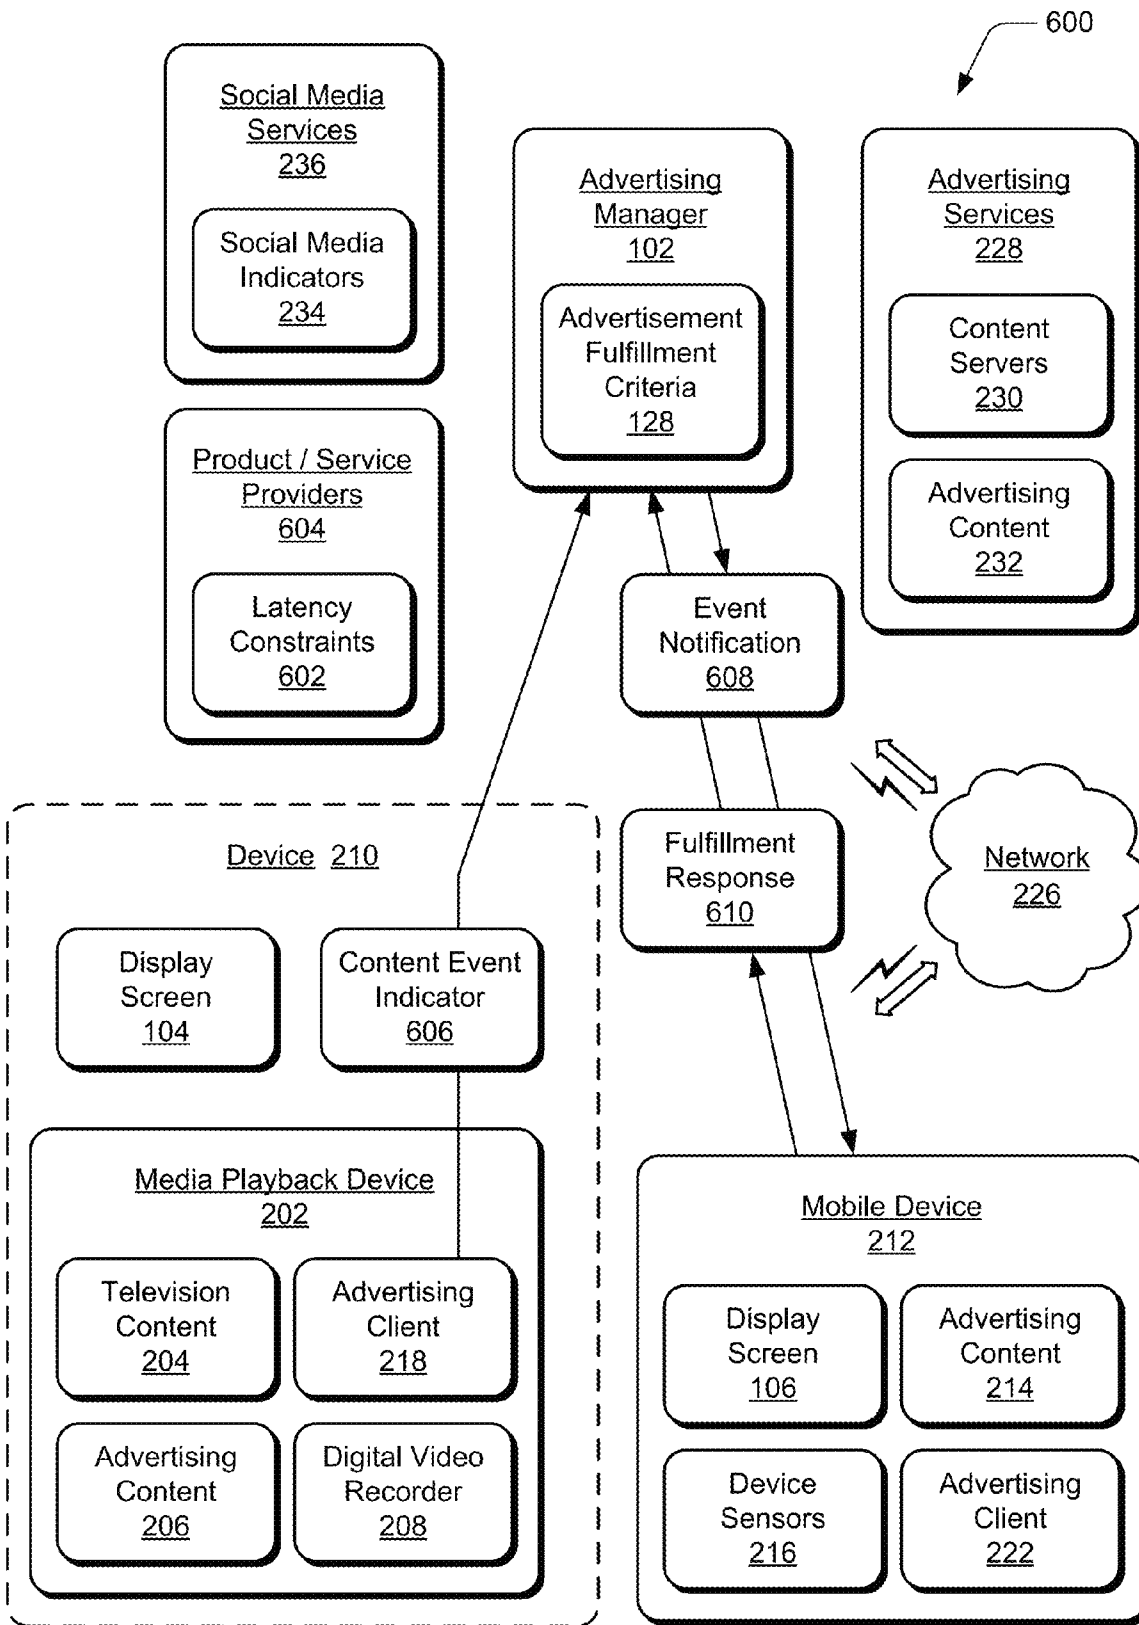 600
Social Media
Services
236
Social Media
Indicators
234
Advertising
Manager
102
Advertisement
Fulfillment
Criteria
128
Advertising
Services
228
Content
Servers
230
Advertising
Content
232
Product / Service
Providers
604
Latency
Constraints
602
Event
Notification
608
Fulfillment
Response
610
Network
226
Device 210
Display
Screen
104
Content Event
Indicator
606
Media Playback Device
202
Television
Content
204
Advertising
Client
218
Advertising
Content
206
Digital Video
Recorder
208
Mobile Device
212
Display
Screen
106
Advertising
Content
214
Device
Sensors
216
Advertising
Client
222